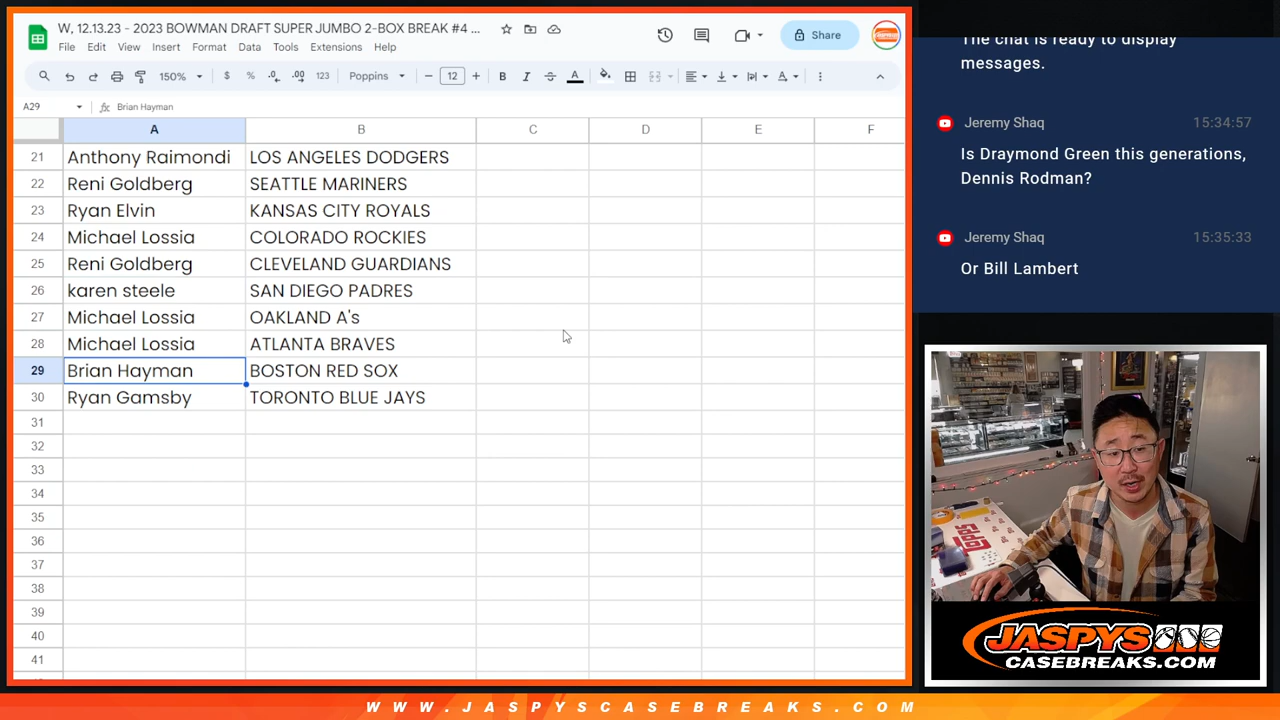 W, 12.13.23 - 2023 BOWMAN DRAFT SUPER JUMBO 2-BOX BREAK #4 ...
File Edit View Insert Format Data Tools Extensions Help
Share
150% $ % .0 .00 123 Poppins 12 B I A
A29 fx Brian Hayman
A B C D E F
21 Anthony Raimondi LOS ANGELES DODGERS
22 Reni Goldberg SEATTLE MARINERS
23 Ryan Elvin KANSAS CITY ROYALS
24 Michael Lossia COLORADO ROCKIES
25 Reni Goldberg CLEVELAND GUARDIANS
26 karen steele SAN DIEGO PADRES
27 Michael Lossia OAKLAND A's
28 Michael Lossia ATLANTA BRAVES
29 Brian Hayman BOSTON RED SOX
30 Ryan Gamsby TORONTO BLUE JAYS
31
32
33
34
35
36
37
38
39
40
41
The chat is ready to display
messages.
Jeremy Shaq 15:34:57
Is Draymond Green this generations,
Dennis Rodman?
Jeremy Shaq 15:35:33
Or Bill Lambert
topps
JASPYS
CASEBREAKS.COM
WWW.JASPYSCASEBREAKS.COM